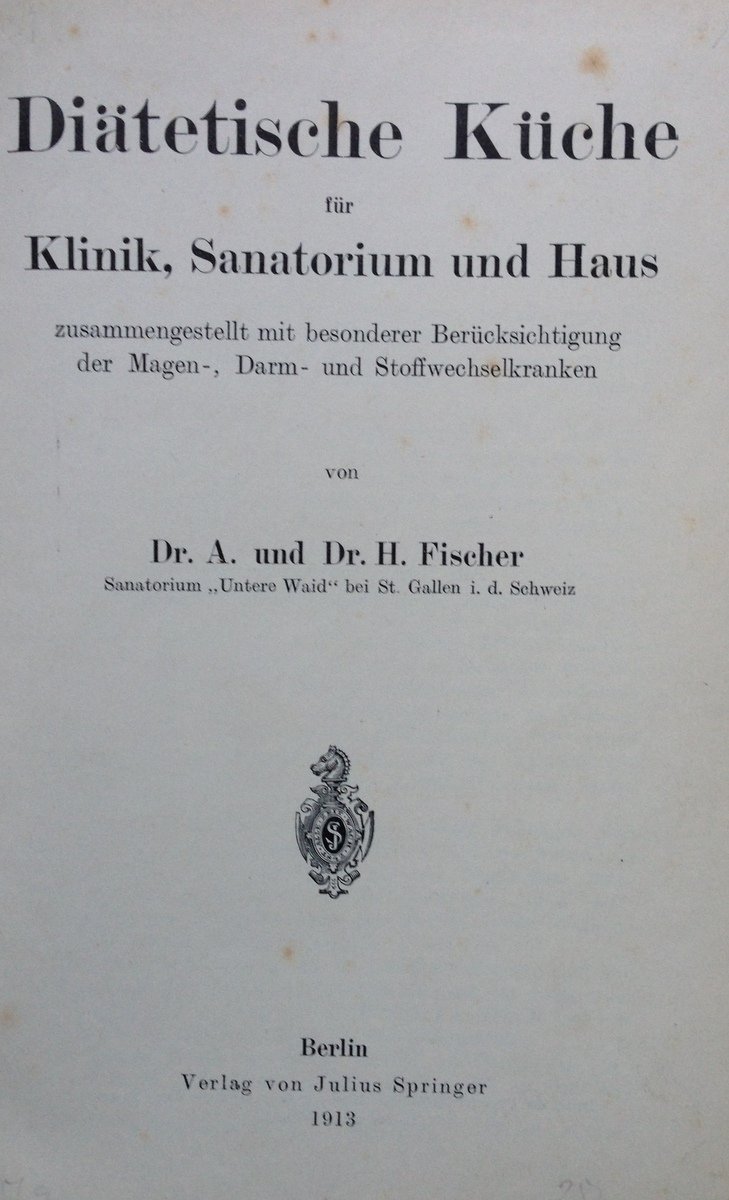 Diätetische Küche
für
Klinik, Sanatorium und Haus
zusammengestellt mit besonderer Berücksichtigung
der Magen-, Darm- und Stoffwechselkranken
von
Dr. A. und Dr. H. Fischer
Sanatorium „Untere Waid“ bei St. Gallen i. d. Schweiz
Berlin
Verlag von Julius Springer
1913